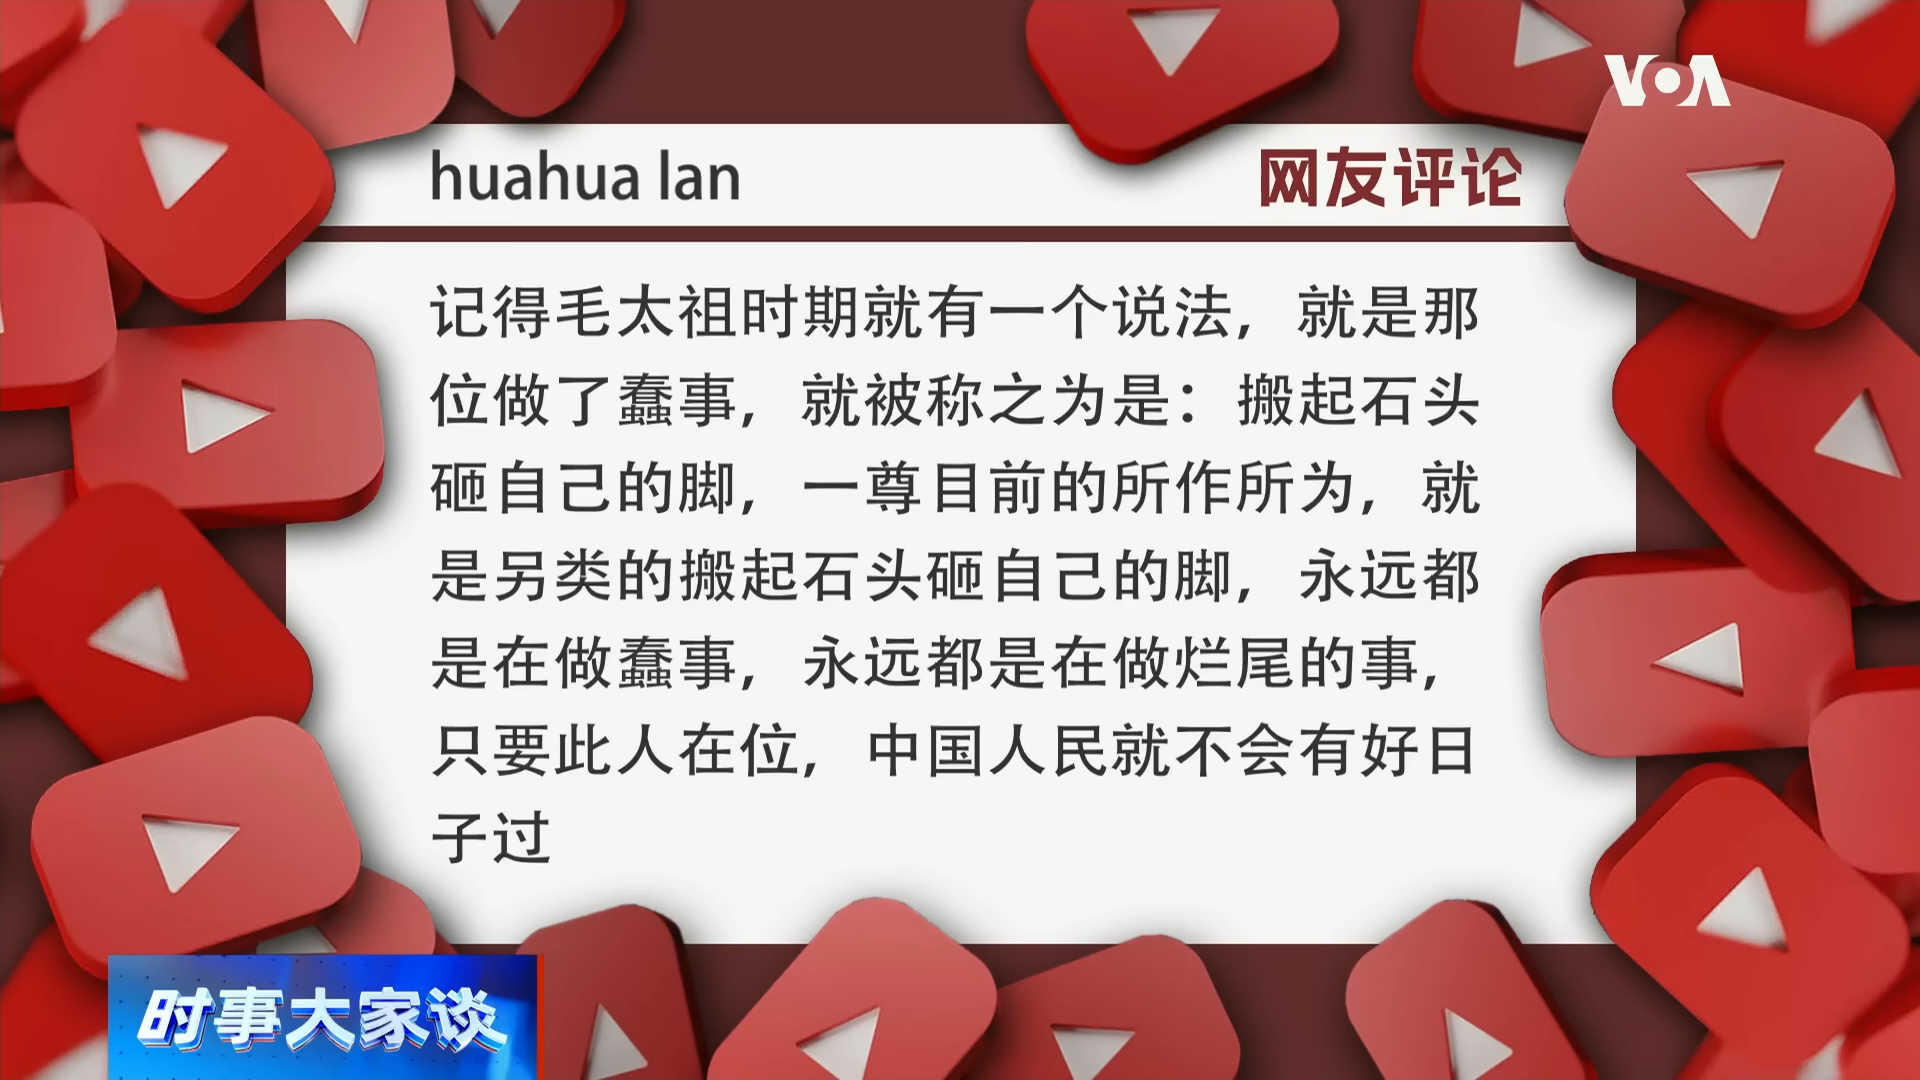 VOA
huahua lan
网友评论
记得毛太祖时期就有一个说法，就是那
位做了蠢事，就被称之为是：搬起石头
砸自己的脚，一尊目前的所作所为，就
是另类的搬起石头砸自己的脚，永远都
是在做蠢事，永远都是在做烂尾的事，
只要此人在位，中国人民就不会有好日
子过
时事大家谈